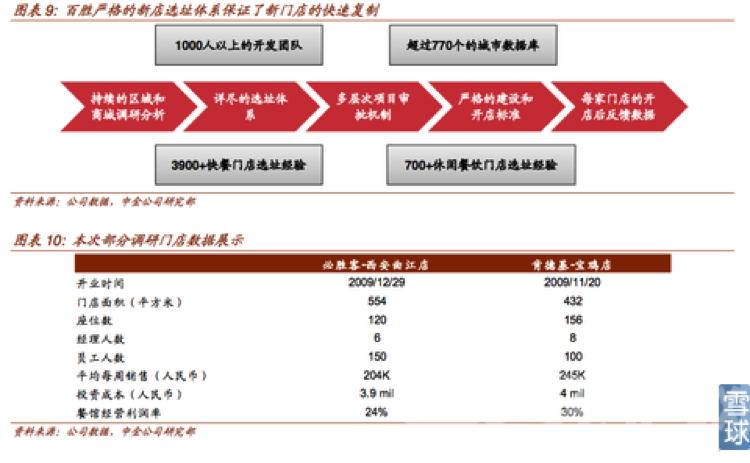 图表 9: 百胜严格的新店选址体系保证了新门店的快速复制
1000人以上的开发团队
超过770个的城市数据库
持续的区域和
商城调研分析
详尽的选址体
系
多层次项目审
批机制
严格的建设和
开店标准
每家门店的开
店后反馈数据
3900+快餐门店选址经验
700+休闲餐饮门店选址经验
资料来源：公司数据，中金公司研究部
图表 10: 本次部分调研门店数据展示
必胜客-西安曲江店 肯德基-宝鸡店
开业时间 2009/12/29 2009/11/20
门店面积（平方米） 554 432
座位数 120 156
经理人数 6 8
员工人数 150 100
平均每周销售（人民币） 204K 245K
投资成本（人民币） 3.9 mil 4 mil
餐馆经营利润率 24% 30%
资料来源：公司数据，中金公司研究部
雪球